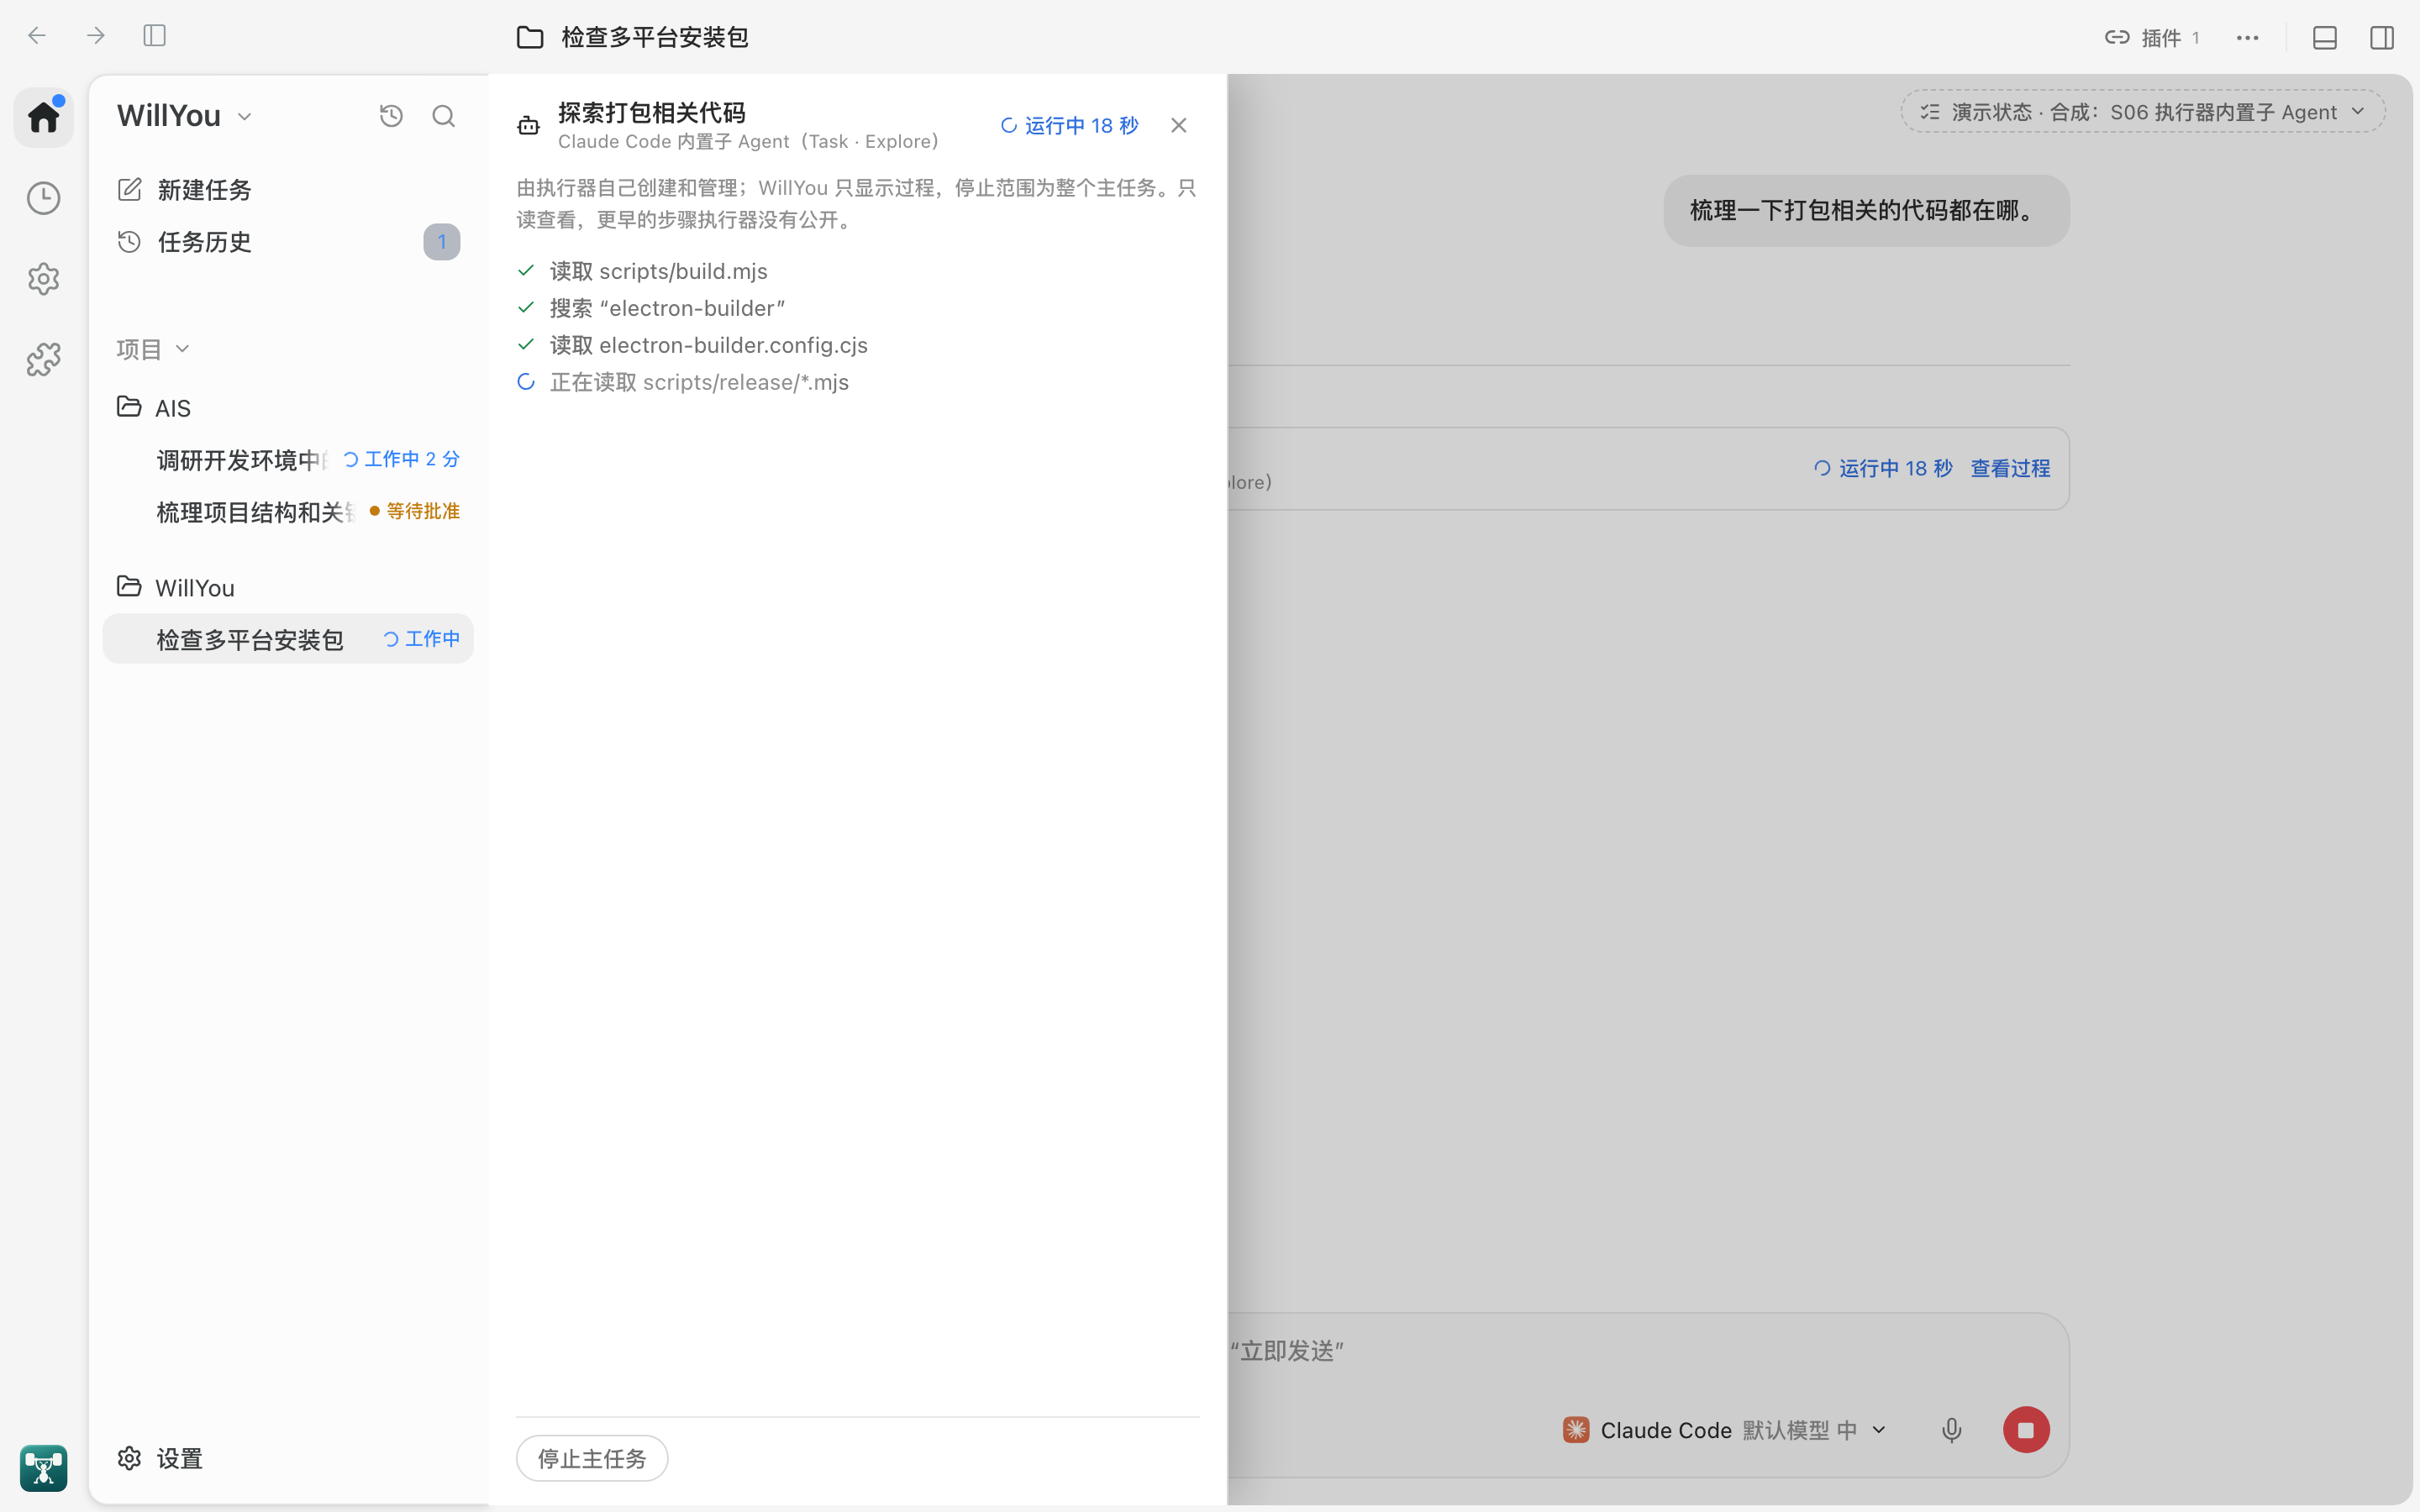 检查多平台安装包
插件 1
WillYou
新建任务
任务历史 1
项目
AIS
调研开发环境中 工作中 2 分
梳理项目结构和关 等待批准
WillYou
检查多平台安装包 工作中
设置
探索打包相关代码
Claude Code 内置子 Agent（Task · Explore）
运行中 18 秒
由执行器自己创建和管理；WillYou 只显示过程，停止范围为整个主任务。只
读查看，更早的步骤执行器没有公开。
读取 scripts/build.mjs
搜索 “electron-builder”
读取 electron-builder.config.cjs
正在读取 scripts/release/*.mjs
停止主任务
演示状态 · 合成：S06 执行器内置子 Agent
梳理一下打包相关的代码都在哪。
lore）
运行中 18 秒 查看过程
“立即发送”
Claude Code 默认模型 中